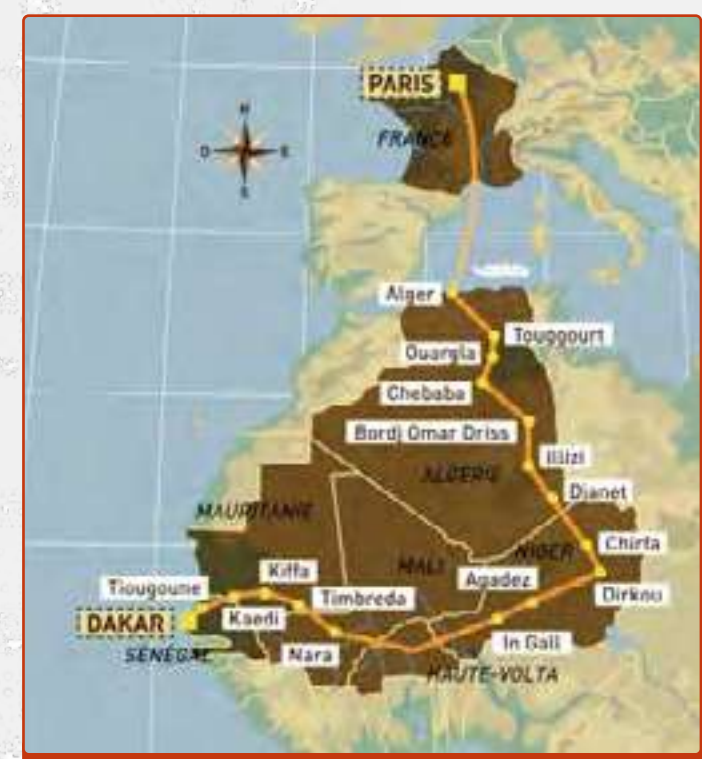 PARIS
FRANCE
N
O
E
S
Alger
Touggourt
Ouargla
Chebaba
Bordj Omar Driss
Illizi
ALGERIE
Djanet
MAURITANIE
Chirfa
NIGER
MALI
Kiffa
Agadez
Tiougoune
Timbreda
Dirkou
Kaedi
DAKAR
In Gall
Nara
SENEGAL
HAUTE-VOLTA